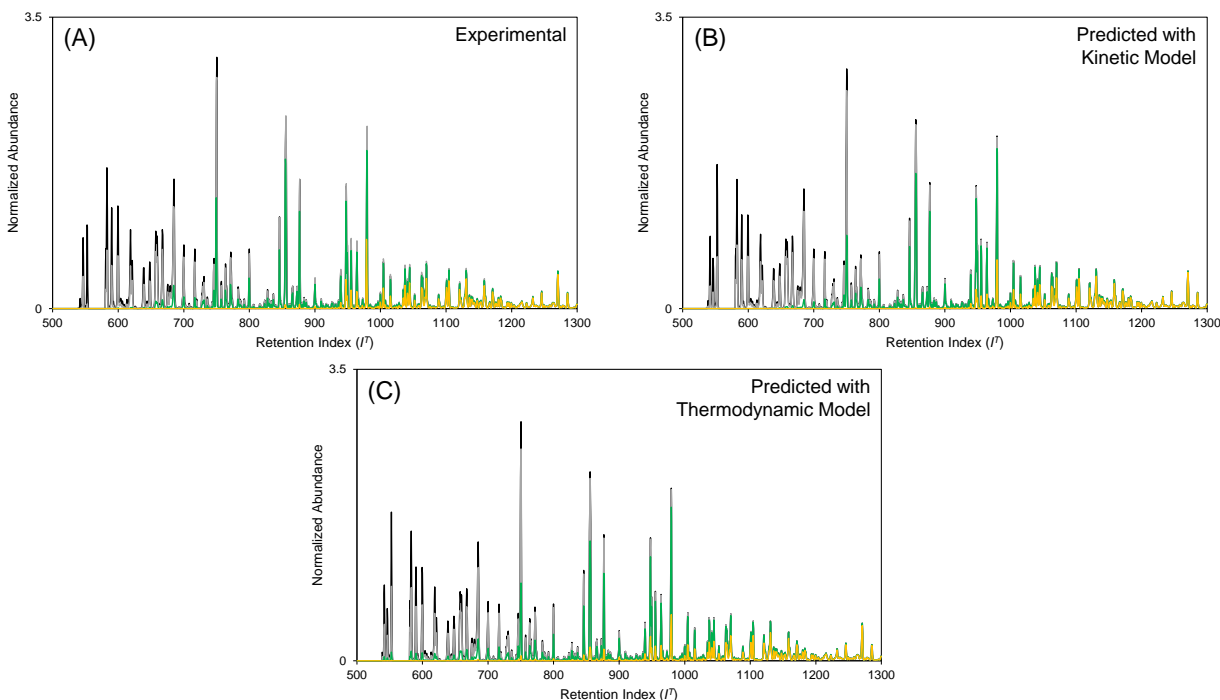 3.5
(A)
Experimental
Normalized Abundance
0
500 600 700 800 900 1000 1100 1200 1300
Retention Index (I^T)
3.5
(B)
Predicted with
Kinetic Model
Normalized Abundance
0
500 600 700 800 900 1000 1100 1200 1300
Retention Index (I^T)
3.5
(C)
Predicted with
Thermodynamic Model
Normalized Abundance
0
500 600 700 800 900 1000 1100 1200 1300
Retention Index (I^T)